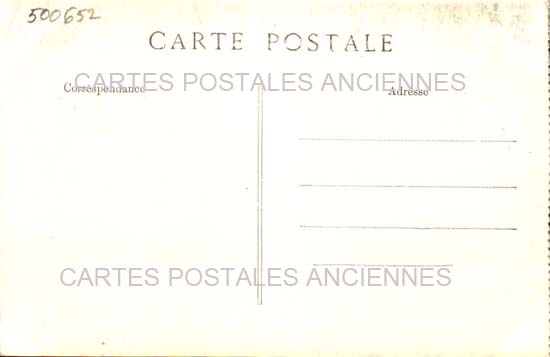 500652
CARTE POSTALE
CARTES POSTALES ANCIENNES
Correspondance
Adresse
CARTES POSTALES ANCIENNES